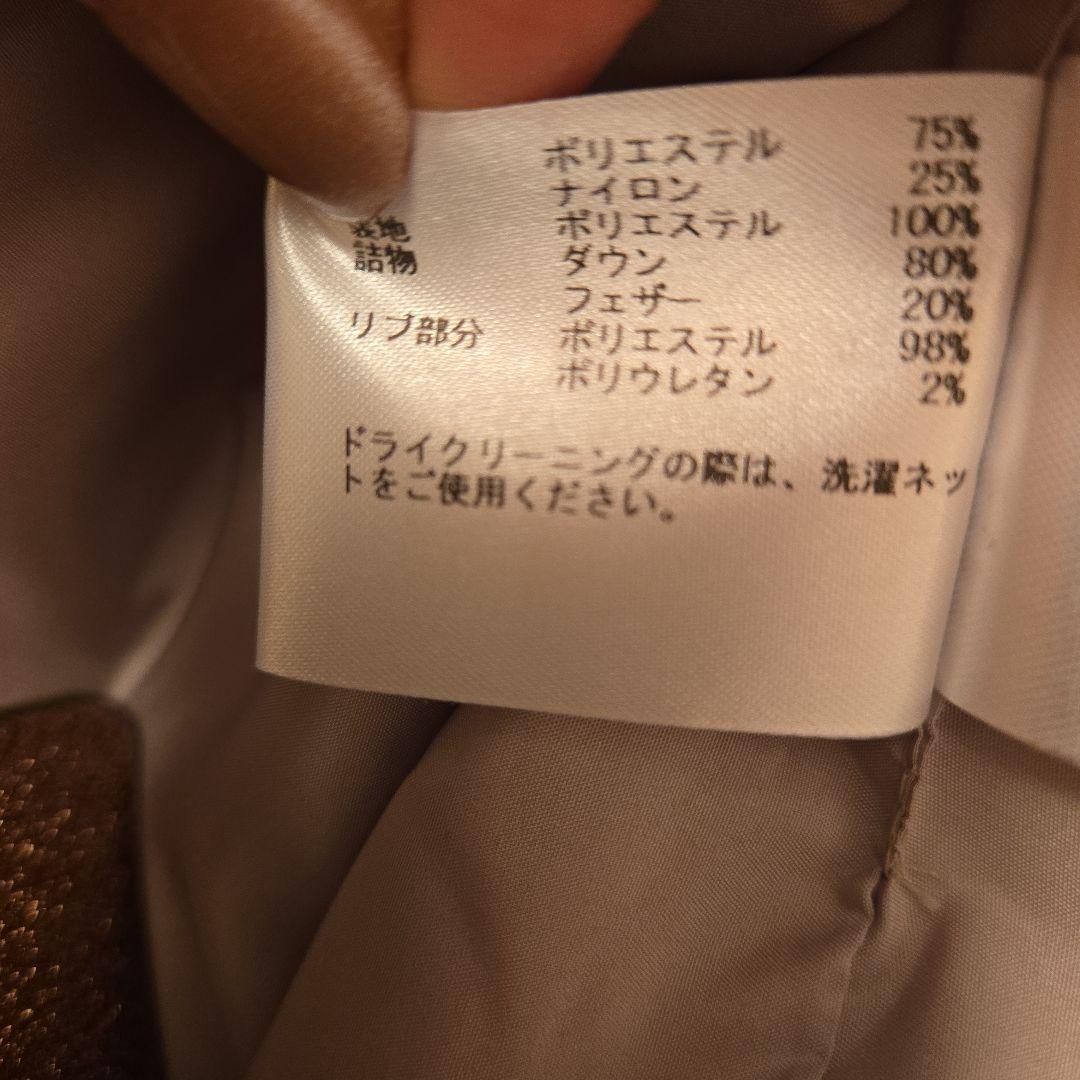 ポリエステル 75%
ナイロン 25%
地 ポリエステル 100%
詰物 ダウン 80%
フェザー 20%
リブ部分 ポリエステル 98%
ポリウレタン 2%
ドライクリーニングの際は、洗濯ネッ
トをご使用ください。